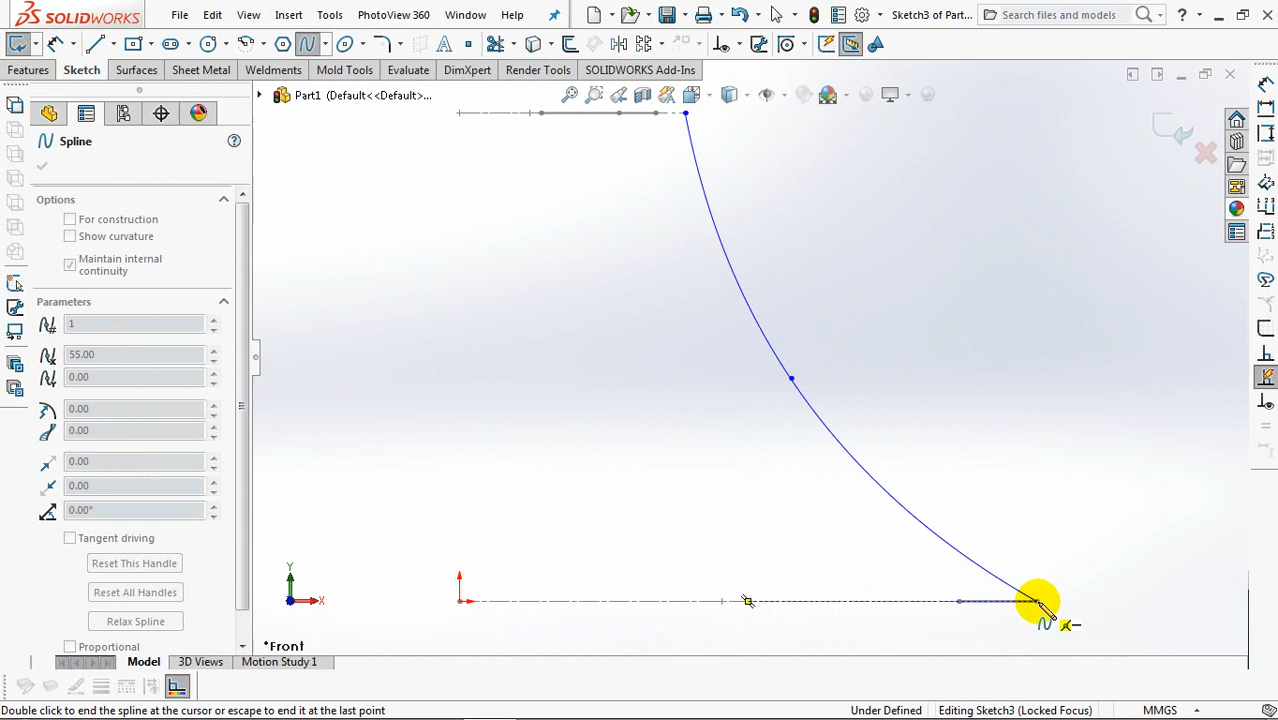 SOLIDWORKS File Edit View Insert Tools PhotoView 360 Window Help Sketch3 of Part... Search files and models ?
Features Sketch Surfaces Sheet Metal Weldments Mold Tools Evaluate DimXpert Render Tools SOLIDWORKS Add-Ins
Part1 (Default<<Default>...
Spline ?
Options
For construction
Show curvature
Maintain internal
continuity
Parameters
1
55.00
0.00
0.00
0.00
0.00
0.00
0.00°
Tangent driving
Reset This Handle
Reset All Handles
Relax Spline
Proportional
Y
X
*Front
Model 3D Views Motion Study 1
Double click to end the spline at the cursor or escape to end it at the last point Under Defined Editing Sketch3 (Locked Focus) MMGS